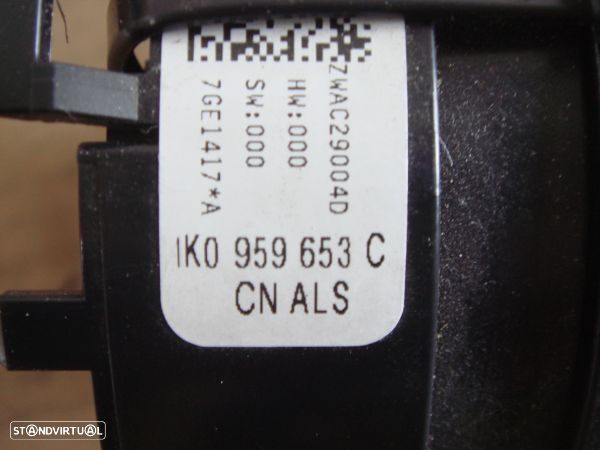 ZWAC29004D
HW:000
SW:000
7GE1417*A
1K0 959 653 C
CN ALS
STANDVIRTUAL